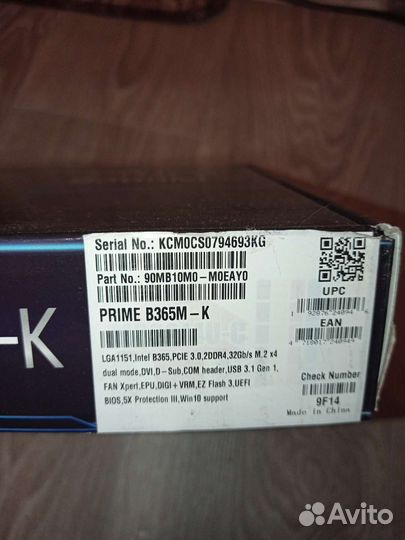 Serial No.: KCM0CS0794693KG
Part No.: 90MB10M0-M0EAY0
PRIME B365M-K
LGA1151,Intel B365,PCIE 3.0,2DDR4,32Gb/s M.2 x4
dual mode,DVI,D-Sub,COM header,USB 3.1 Gen 1,
FAN Xpert,EPU,DIGI+VRM,EZ Flash 3,UEFI
BIOS,5X Protection III,Win10 support
UPC
EAN
Check Number
9F14
Made in China
-K
Avito